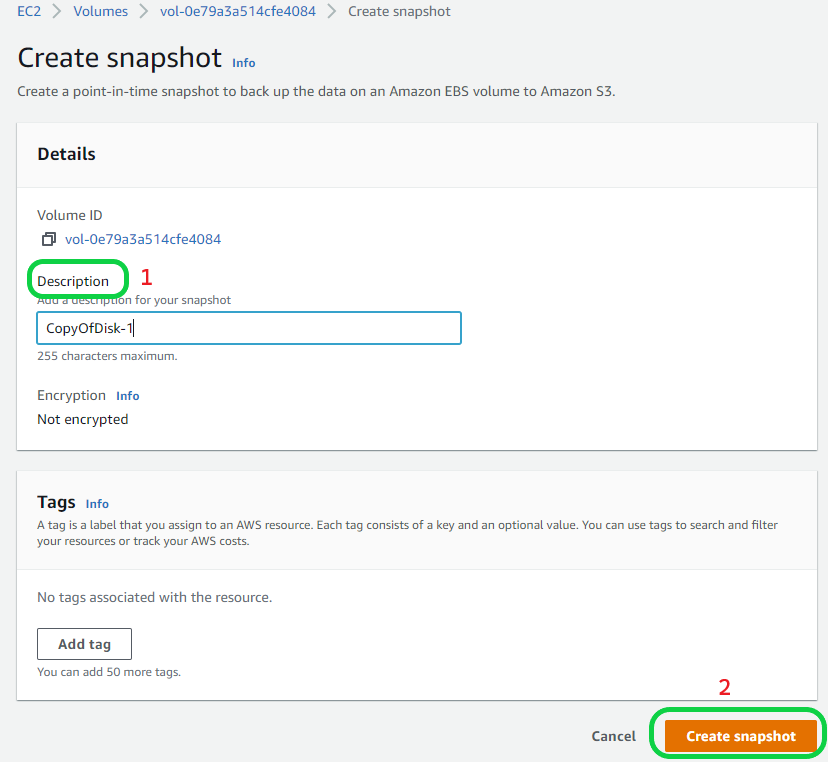 EC2 > Volumes > vol-0e79a3a514cfe4084 > Create snapshot
Create snapshot Info
Create a point-in-time snapshot to back up the data on an Amazon EBS volume to Amazon S3.
Details
Volume ID
vol-0e79a3a514cfe4084
Description 1
Add a description for your snapshot
CopyOfDisk-1
255 characters maximum.
Encryption Info
Not encrypted
Tags Info
A tag is a label that you assign to an AWS resource. Each tag consists of a key and an optional value. You can use tags to search and filter
your resources or track your AWS costs.
No tags associated with the resource.
Add tag
You can add 50 more tags.
2
Cancel Create snapshot